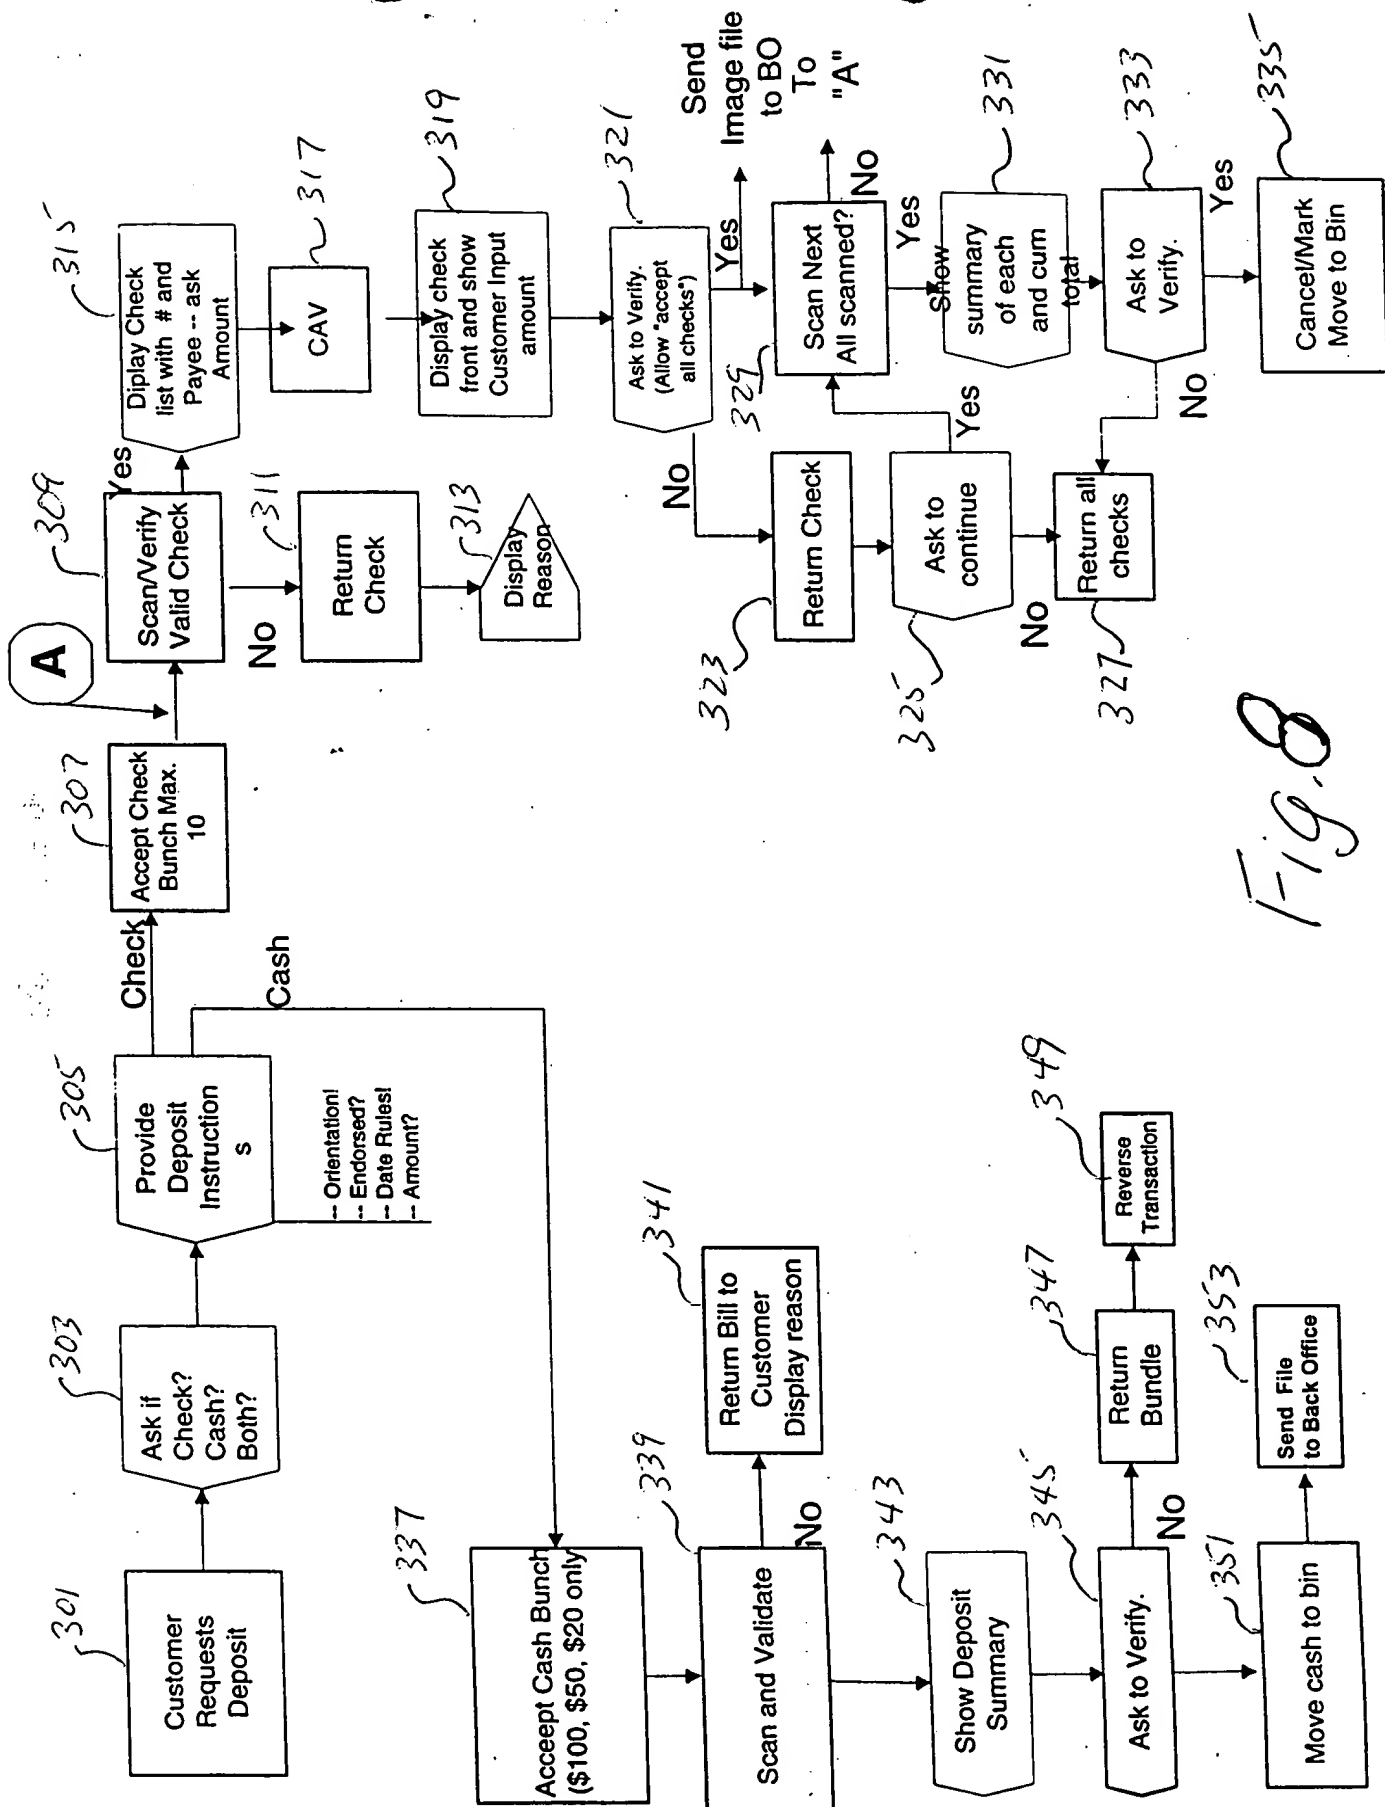 301
Customer
Requests
Deposit
303
Ask if
Check?
Cash?
Both?
305
Provide
Deposit
Instruction
s
-- Orientation!
-- Endorsed?
-- Date Rules!
-- Amount?
Check
Cash
307
Accept Check
Bunch Max.
10
A
309
Scan/Verify
Valid Check
Yes
No
311
Return
Check
313
Display
Reason
315
Diplay Check
list with # and
Payee -- ask
Amount
317
CAV
319
Display check
front and show
Customer Input
amount
321
Ask to Verify.
(Allow "accept
all checks")
Yes
Send
Image file
to BO
To
"A"
No
323
Return Check
325
Ask to
continue
Yes
No
327
Return all
checks
329
Scan Next
All scanned?
No
Yes
331
Show
summary
of each
and cum
total
333
Ask to
Verify.
No
Yes
335
Cancel/Mark
Move to Bin
337
Acceept Cash Bunch
($100, $50, $20 only)
339
Scan and Validate
No
341
Return Bill to
Customer
Display reason
343
Show Deposit
Summary
345
Ask to Verify.
No
347
Return
Bundle
349
Reverse
Transaction
351
Move cash to bin
353
Send File
to Back Office
Fig. 8